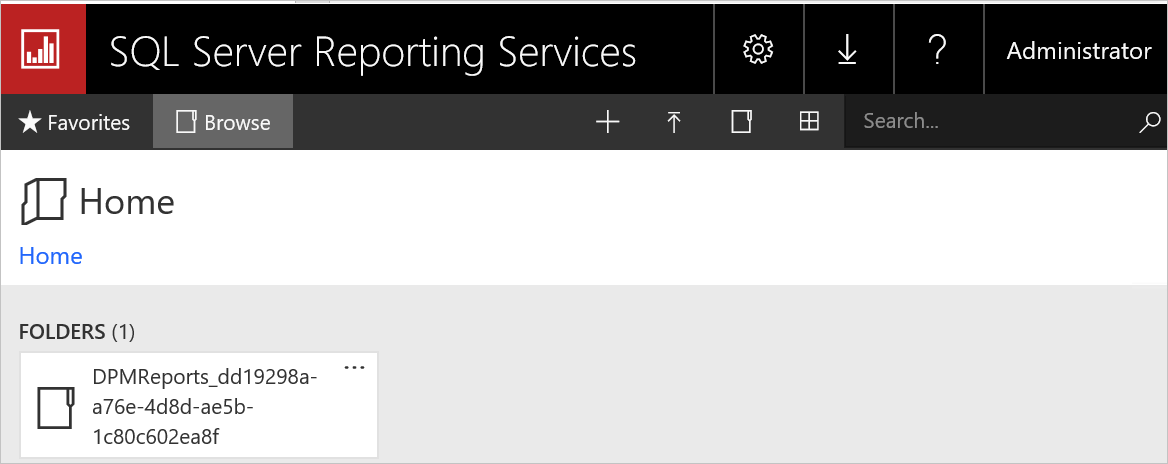 SQL Server Reporting Services
Administrator
Favorites
Browse
Search...
Home
Home
FOLDERS (1)
DPMReports_dd19298a-
a76e-4d8d-ae5b-
1c80c602ea8f